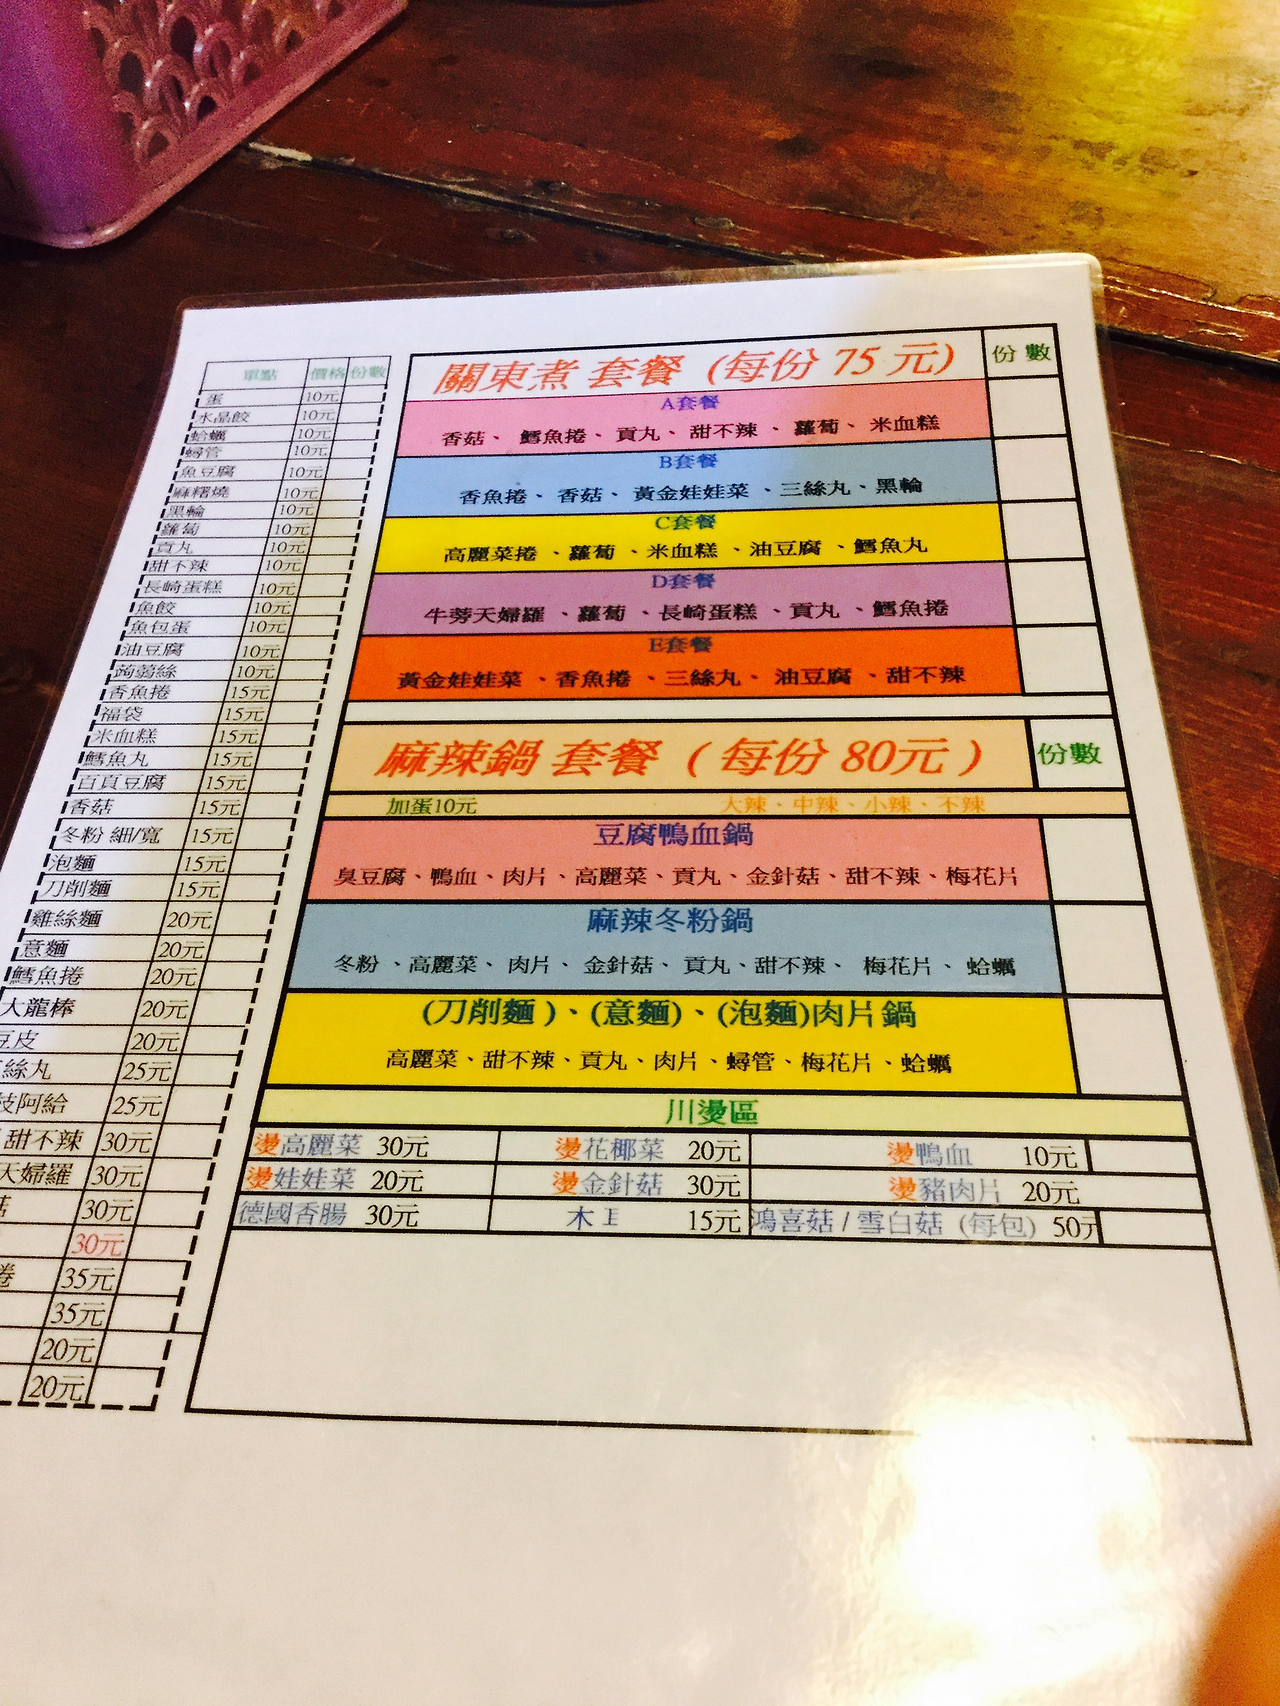 單點 價格 份數
蛋 10元
水晶餃 10元
蛤蠣 10元
蟳管 10元
魚豆腐 10元
麻糬燒 10元
黑輪 10元
蘿蔔 10元
貢丸 10元
甜不辣 10元
長崎蛋糕 10元
魚餃 10元
魚包蛋 10元
油豆腐 10元
蒟蒻絲 10元
香魚捲 15元
福袋 15元
米血糕 15元
鱈魚丸 15元
百頁豆腐 15元
香菇 15元
冬粉 細/寬 15元
泡麵 15元
刀削麵 15元
雞絲麵 20元
意麵 20元
鱈魚捲 20元
大龍棒 20元
豆皮 20元
絲丸 25元
阿給 25元
甜不辣 30元
天婦羅 30元
菇 30元
30元
捲 35元
35元
20元
20元
關東煮 套餐 (每份 75 元) 份 數
A套餐
香菇、 鱈魚捲、 貢丸、 甜不辣 、 蘿蔔、 米血糕
B套餐
香魚捲、 香菇、 黃金娃娃菜 、三絲丸、黑輪
C套餐
高麗菜捲 、蘿蔔 、米血糕 、油豆腐 、鱈魚丸
D套餐
牛蒡天婦羅 、蘿蔔 、長崎蛋糕 、貢丸 、鱈魚捲
E套餐
黃金娃娃菜 、香魚捲 、三絲丸、 油豆腐 、甜不辣
麻辣鍋 套餐 ( 每份 80元 ) 份數
加蛋10元 大辣、中辣、小辣、不辣
豆腐鴨血鍋
臭豆腐、鴨血、肉片、高麗菜、貢丸、金針菇、甜不辣、梅花片
麻辣冬粉鍋
冬粉 、高麗菜、 肉片、 金針菇、 貢丸、甜不辣、 梅花片、 蛤蠣
(刀削麵 )、(意麵)、(泡麵)肉片鍋
高麗菜、甜不辣、貢丸、肉片、蟳管、梅花片、蛤蠣
川燙區
燙高麗菜 30元 燙花椰菜 20元 燙鴨血 10元
燙娃娃菜 20元 燙金針菇 30元 燙豬肉片 20元
德國香腸 30元 木 15元 鴻喜菇 / 雪白菇 (每包) 50元